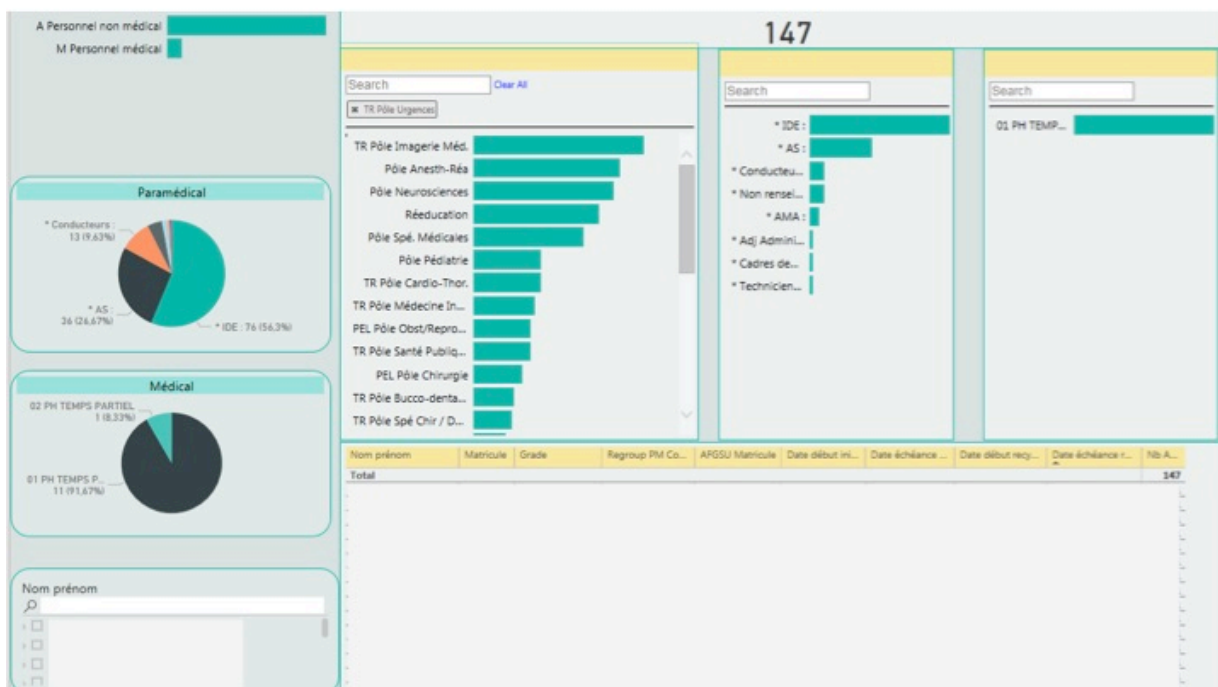 A Personnel non médical
M Personnel médical
147
Search
Clear All
TR Pôle Urgences
TR Pôle Imagerie Méd.
Pôle Anesth-Réa
Pôle Neurosciences
Réeducation
Pôle Spé. Médicales
Pôle Pédiatrie
TR Pôle Cardio-Thor.
TR Pôle Médecine In...
PEL Pôle Obst/Repro...
TR Pôle Santé Publiq...
PEL Pôle Chirurgie
TR Pôle Bucco-denta...
TR Pôle Spé Chir / D...
Search
* IDE :
* AS :
* Conducteu...
* Non rensei...
* AMA :
* Adj Admini...
* Cadres de...
* Technicien...
Search
01 PH TEMP...
Paramédical
* Conducteurs :
13 (9,63%)
* AS :
36 (26,67%)
* IDE : 76 (56,3%)
Médical
02 PH TEMPS PARTIEL
1 (8,33%)
01 PH TEMPS P...
11 (91,67%)
Nom prénom
Nom prénom Matricule Grade Regroup PM Co... AFGSU Matricule Date début ini... Date échéance ... Date début recy... Date échéance r... Nb A...
Total 147